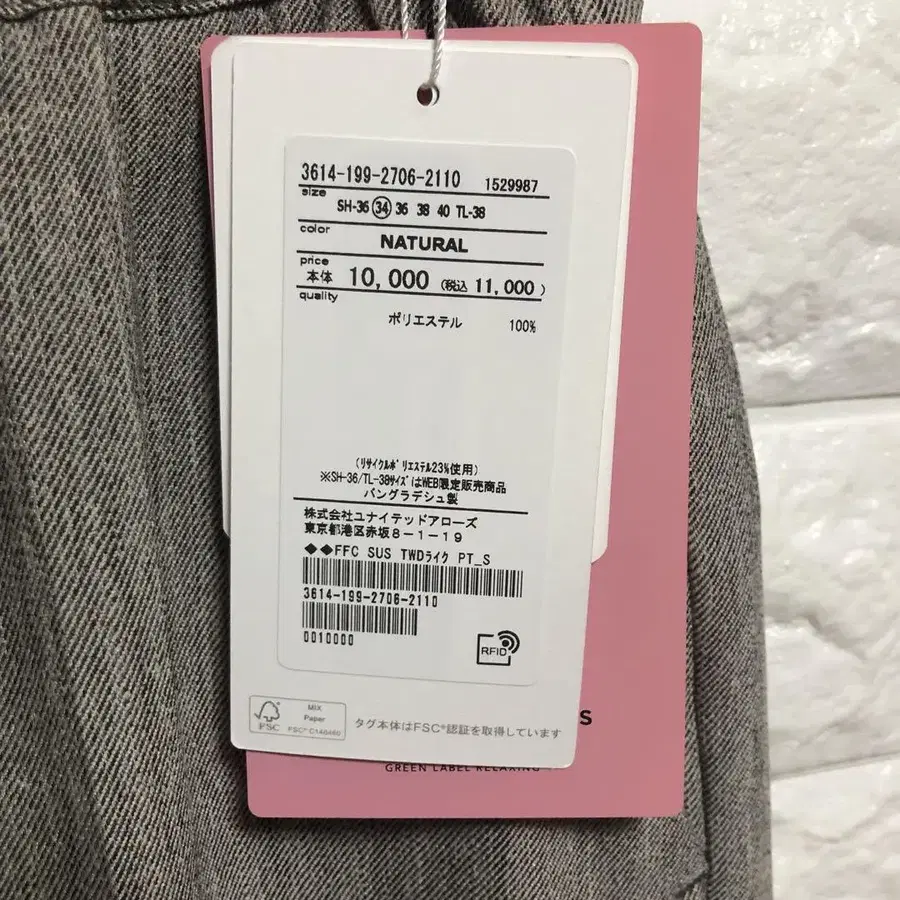 3614-199-2706-2110 1529987
size
SH-36 34 36 38 40 TL-38
color
NATURAL
price
本体 10,000 (税込 11,000 )
quality
ポリエステル 100%
(リサイクルポリエステル23%使用)
※SH-36/TL-38サイズはWEB限定販売商品
バングラデシュ製
株式会社ユナイテッドアローズ
東京都港区赤坂8-1-19
◆◆FFC SUS TWDライク PT_S
3614-199-2706-2110
0010000
RFID
FSC
MIX
Paper
FSC® C146460
タグ本体はFSC®認証を取得しています
S
GREEN LABEL RELAXING